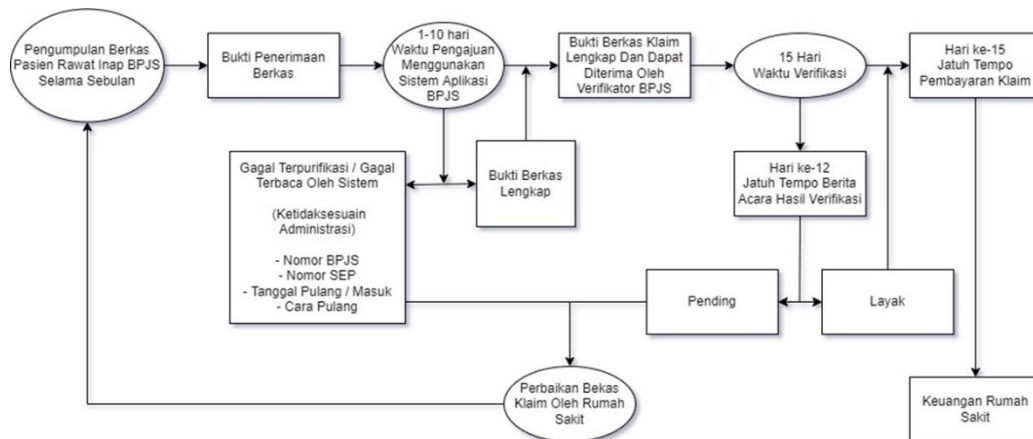 Pengumpulan Berkas
Pasien Rawat Inap BPJS
Selama Sebulan
Bukti Penerimaan
Berkas
1-10 hari
Waktu Pengajuan
Menggunakan
Sistem Aplikasi
BPJS
Bukti Berkas Klaim
Lengkap Dan Dapat
Diterima Oleh
Verifikator BPJS
15 Hari
Waktu Verifikasi
Hari ke-15
Jatuh Tempo
Pembayaran Klaim
Gagal Terpurifikasi / Gagal
Terbaca Oleh Sistem
(Ketidaksesuain
Administrasi)
- Nomor BPJS
- Nomor SEP
- Tanggal Pulang / Masuk
- Cara Pulang
Bukti Berkas
Lengkap
Hari ke-12
Jatuh Tempo Berita
Acara Hasil Verifikasi
Pending
Layak
Perbaikan Bekas
Klaim Oleh Rumah
Sakit
Keuangan Rumah
Sakit